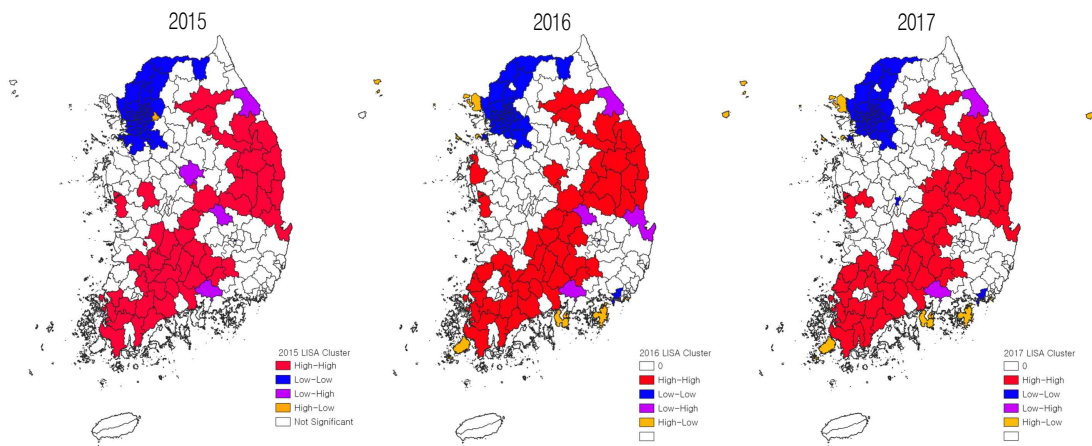 2015
2016
2017
2015 LISA Cluster
High-High
Low-Low
Low-High
High-Low
Not Significant
2016 LISA Cluster
0
High-High
Low-Low
Low-High
High-Low
2017 LISA Cluster
0
High-High
Low-Low
Low-High
High-Low